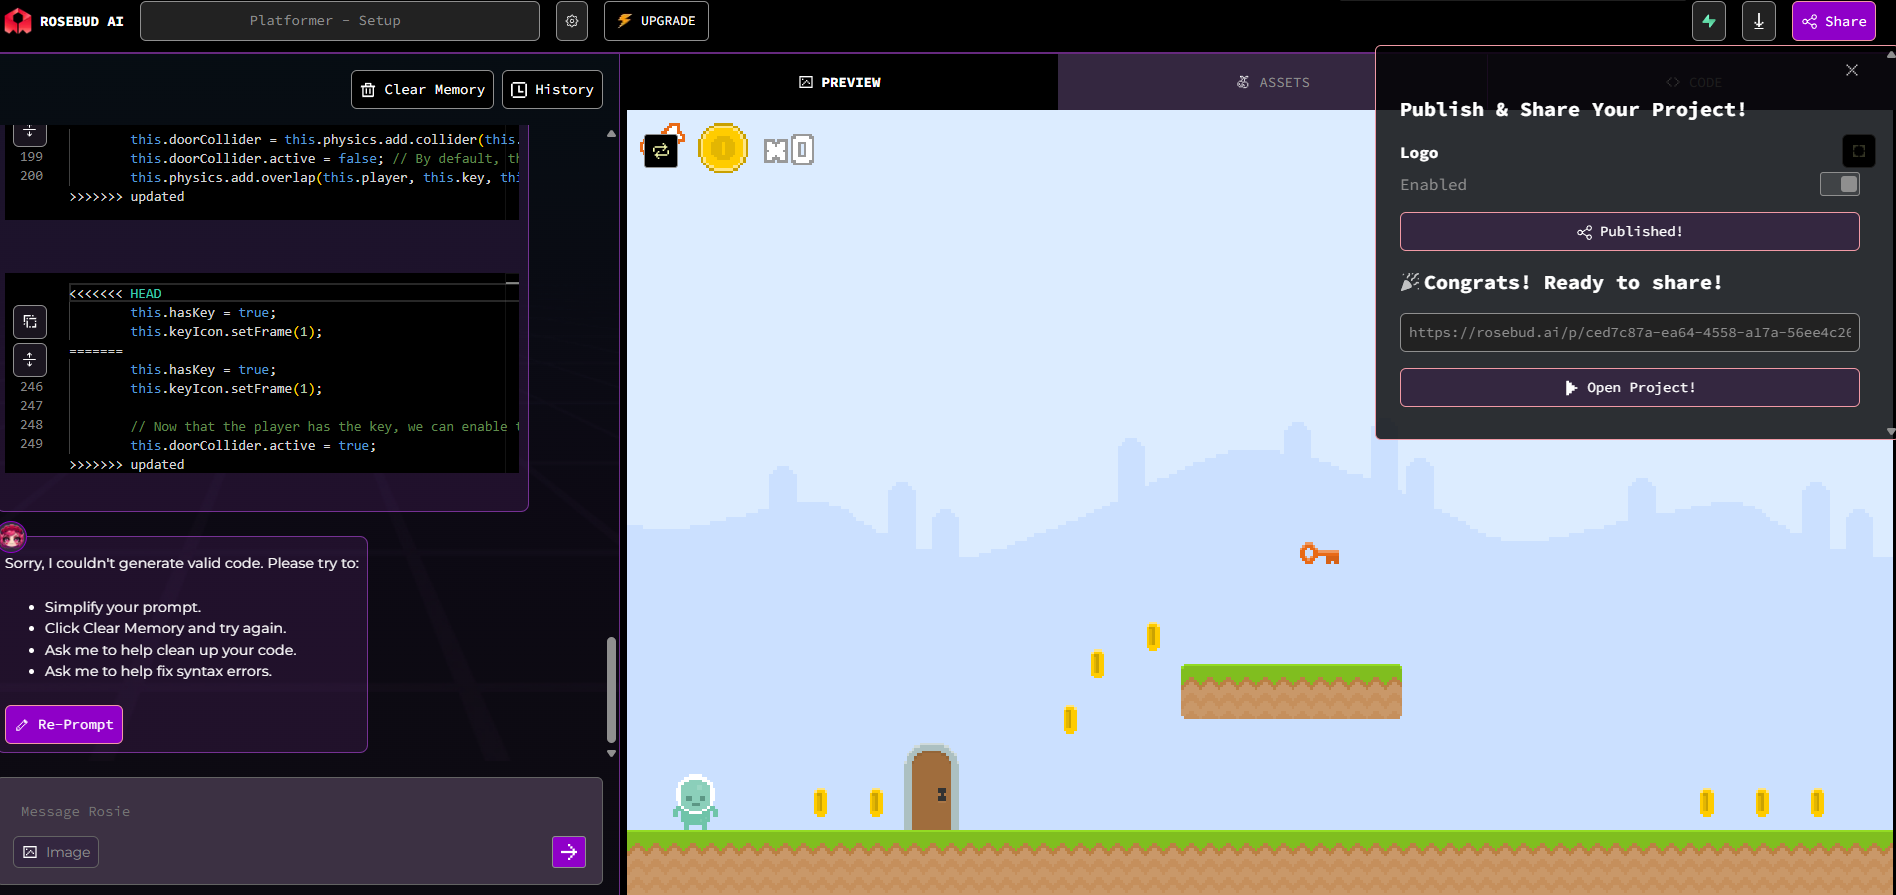 ROSEBUD AI
Platformer - Setup
UPGRADE
Share
Clear Memory
History
this.doorCollider = this.physics.add.collider(this.
199 this.doorCollider.active = false; // By default, th
200 this.physics.add.overlap(this.player, this.key, thi
>>>>>>> updated
<<<<<<< HEAD
this.hasKey = true;
this.keyIcon.setFrame(1);
=======
this.hasKey = true;
246 this.keyIcon.setFrame(1);
247
248 // Now that the player has the key, we can enable t
249 this.doorCollider.active = true;
>>>>>>> updated
Sorry, I couldn't generate valid code. Please try to:
• Simplify your prompt.
• Click Clear Memory and try again.
• Ask me to help clean up your code.
• Ask me to help fix syntax errors.
Re-Prompt
Message Rosie
Image
PREVIEW
ASSETS
CODE
X0
Publish & Share Your Project!
Logo
Enabled
Published!
Congrats! Ready to share!
https://rosebud.ai/p/ced7c87a-ea64-4558-a17a-56ee4c26
Open Project!